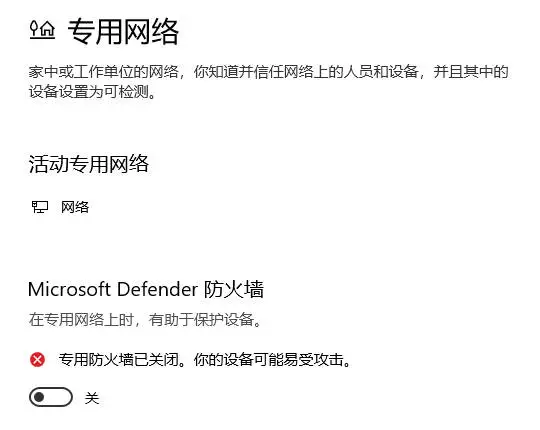 专用网络
家中或工作单位的网络，你知道并信任网络上的人员和设备，并且其中的
设备设置为可检测。
活动专用网络
网络
Microsoft Defender 防火墙
在专用网络上时，有助于保护设备。
专用防火墙已关闭。你的设备可能易受攻击。
关